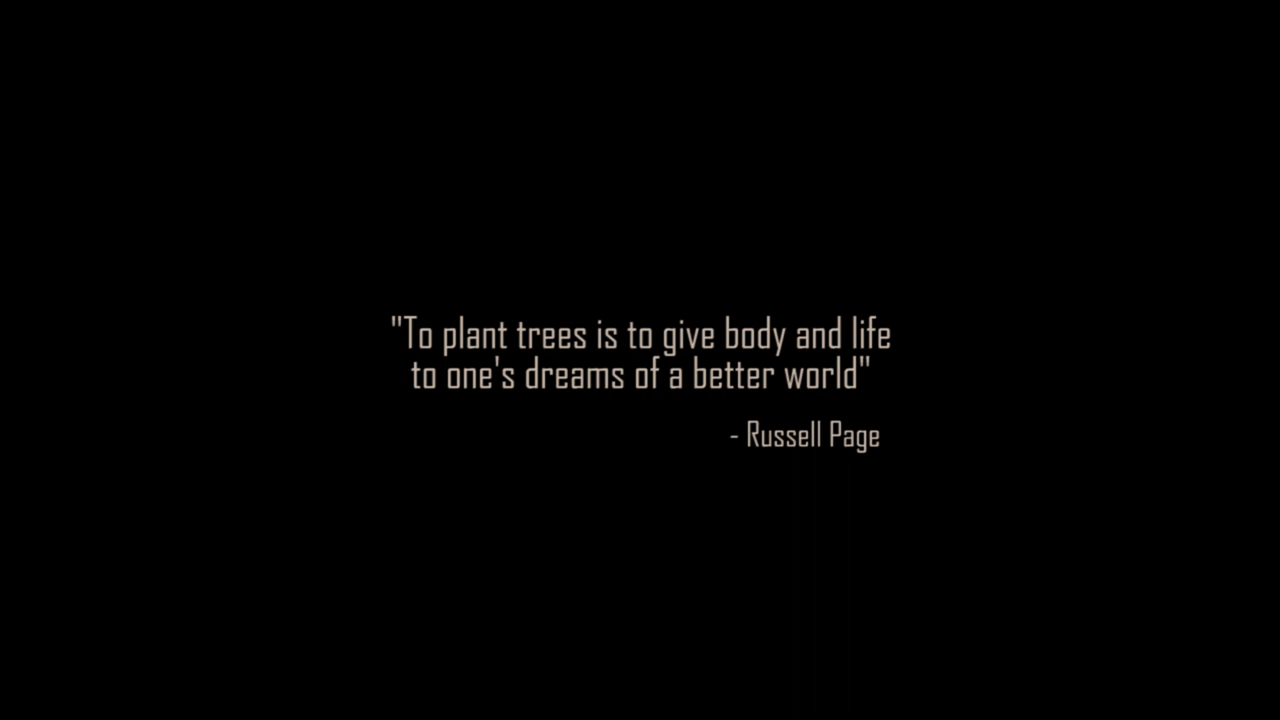 "To plant trees is to give body and life
to one's dreams of a better world"
- Russell Page